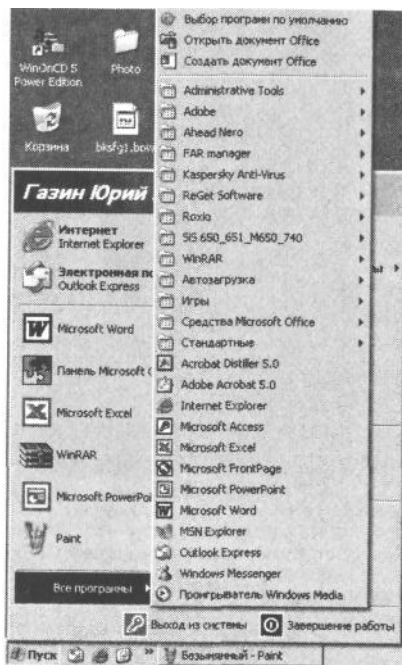 WinOnCD 5
Power Edition
Photo
Корзина
Газин Юрий
Интернет
Internet Explorer
Электронная по
Outlook Express
Microsoft Word
Панель Microsoft
Microsoft Excel
WinRAR
Microsoft PowerPoi
Paint
Все программы
Выбор программ по умолчанию
Открыть документ Office
Создать документ Office
Administrative Tools
Adobe
Ahead Nero
FAR manager
Kaspersky Anti-Virus
ReGet Software
Roxio
SiS 650_651_M650_740
WinRAR
Автозагрузка
Игры
Средства Microsoft Office
Стандартные
Acrobat Distiller 5.0
Adobe Acrobat 5.0
Internet Explorer
Microsoft Access
Microsoft Excel
Microsoft FrontPage
Microsoft PowerPoint
Microsoft Word
MSN Explorer
Outlook Express
Windows Messenger
Проигрыватель Windows Media
ы
Выход из системы
Завершение работы
Пуск
Безымянный - Paint